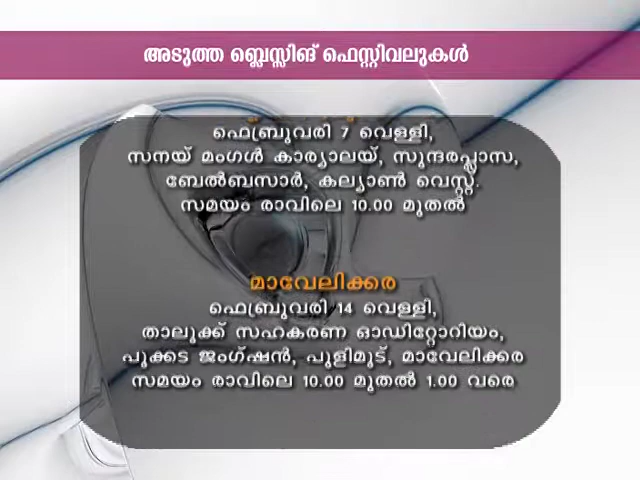 അടുത്ത ബ്ലെസ്സിങ് ഫെസ്റ്റിവലുകൾ
ഫെബ്രുവരി 7 വെള്ളി,
സനയ് മംഗൾ കാര്യാലയ്, സുന്ദരപ്ലാസ,
ബേൽബസാർ, കല്യാൺ വെസ്റ്റ്.
സമയം രാവിലെ 10.00 മുതൽ
മാവേലിക്കര
ഫെബ്രുവരി 14 വെള്ളി,
താലൂക്ക് സഹകരണ ഓഡിറ്റോറിയം,
പൂക്കട ജംഗ്ഷൻ, പുളിമൂട്, മാവേലിക്കര
സമയം രാവിലെ 10.00 മുതൽ 1.00 വരെ